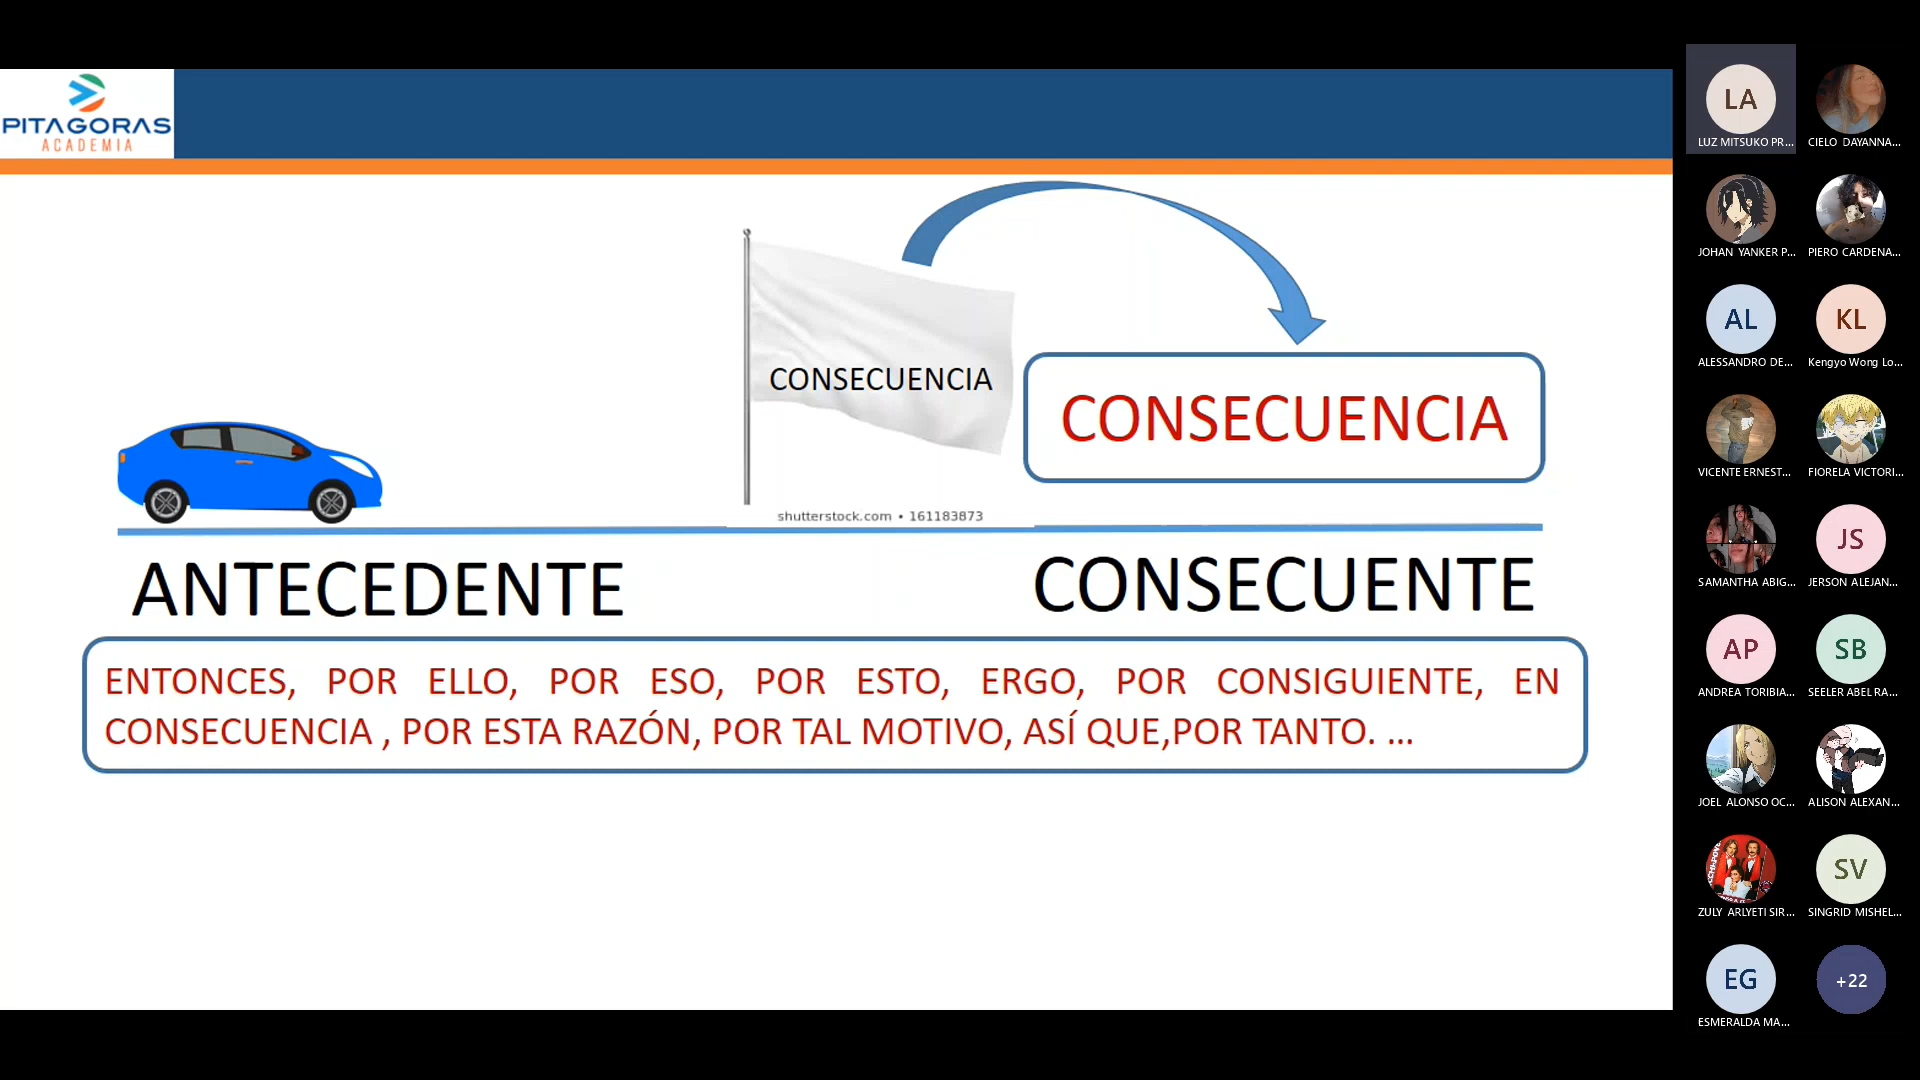 PITAGORAS
ACADEMIA
CONSECUENCIA
CONSECUENCIA
shutterstock.com • 161183873
ANTECEDENTE
CONSECUENTE
ENTONCES, POR ELLO, POR ESO, POR ESTO, ERGO, POR CONSIGUIENTE, EN
CONSECUENCIA , POR ESTA RAZÓN, POR TAL MOTIVO, ASÍ QUE,POR TANTO. ...
LA
LUZ MITSUKO PR...
CIELO DAYANNA...
JOHAN YANKER P...
PIERO CARDENA...
AL
ALESSANDRO DE...
KL
Kengyo Wong Lo...
VICENTE ERNEST...
FIORELA VICTORI...
SAMANTHA ABIG...
JS
JERSON ALEJAN...
AP
ANDREA TORIBIA...
SB
SEELER ABEL RA...
JOEL ALONSO OC...
ALISON ALEXAN...
ZULY ARLYETI SIR...
SV
SINGRID MISHEL...
EG
ESMERALDA MA...
+22